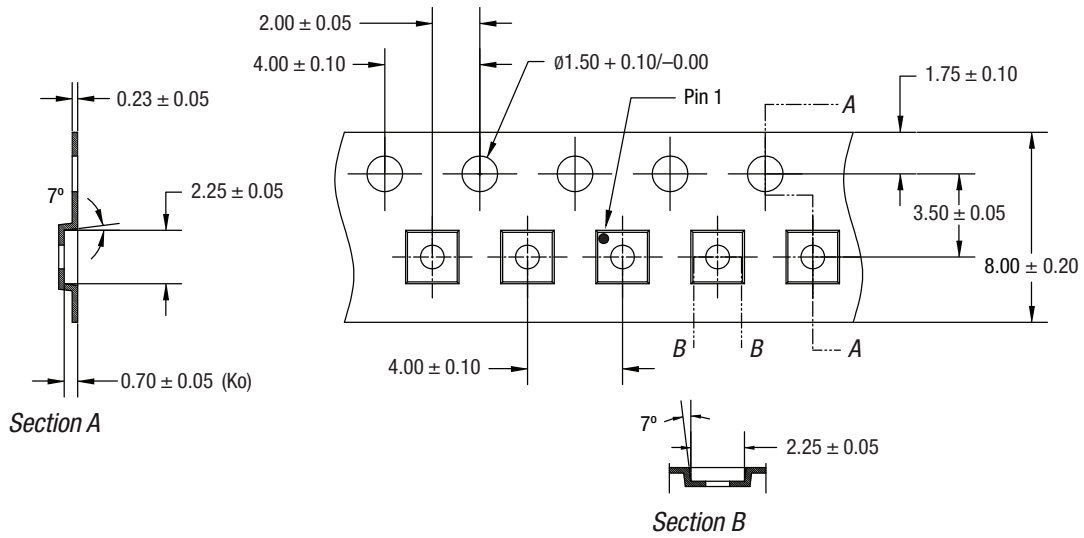 2.00 ± 0.05
4.00 ± 0.10
ø1.50 + 0.10/–0.00
1.75 ± 0.10
0.23 ± 0.05
Pin 1
A
7º
2.25 ± 0.05
3.50 ± 0.05
8.00 ± 0.20
B
B
A
4.00 ± 0.10
0.70 ± 0.05 (Ko)
Section A
7º
2.25 ± 0.05
Section B